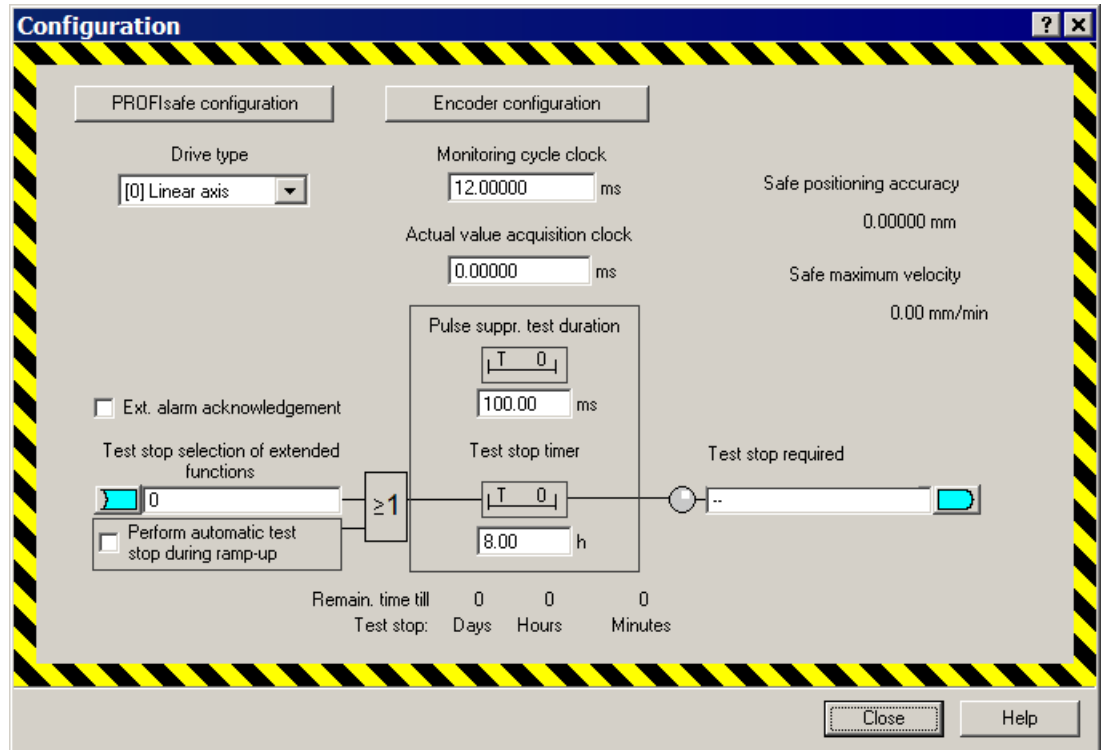 Configuration
? ×
PROFIsafe configuration
Encoder configuration
Drive type
[0] Linear axis
Monitoring cycle clock
12.00000 ms
Actual value acquisition clock
0.00000 ms
Safe positioning accuracy
0.00000 mm
Safe maximum velocity
0.00 mm/min
Pulse suppr. test duration
T 0
100.00 ms
Ext. alarm acknowledgement
Test stop selection of extended
functions
0
Perform automatic test
stop during ramp-up
≥1
Test stop timer
T 0
8.00 h
Test stop required
--
Remain. time till 0 0 0
Test stop: Days Hours Minutes
Close
Help